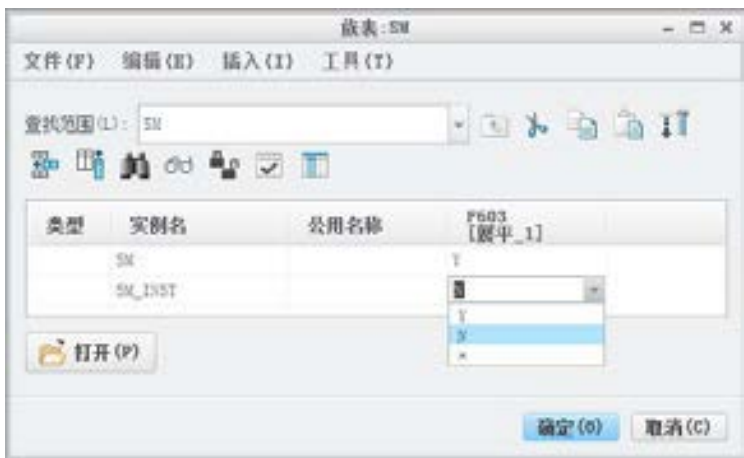 族表:SM
文件(F) 编辑(E) 插入(I) 工具(T)
查找范围(L): SM
类型 实例名 公用名称 F603
[展平_1]
SM Y
SM_INST N
Y
N
*
打开(P)
确定(O) 取消(C)